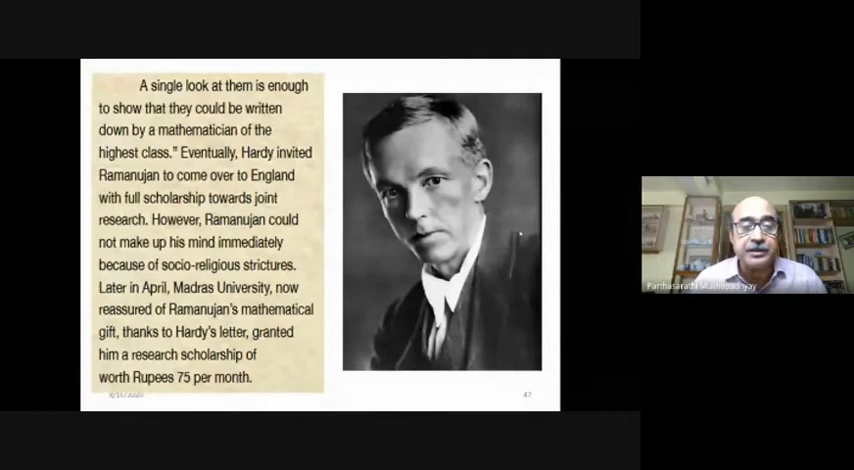 A single look at them is enough
to show that they could be written
down by a mathematician of the
highest class.” Eventually, Hardy invited
Ramanujan to come over to England
with full scholarship towards joint
research. However, Ramanujan could
not make up his mind immediately
because of socio-religious strictures.
Later in April, Madras University, now
reassured of Ramanujan’s mathematical
gift, thanks to Hardy’s letter, granted
him a research scholarship of
worth Rupees 75 per month.
47
Parthasarathi Mukhopadhyay